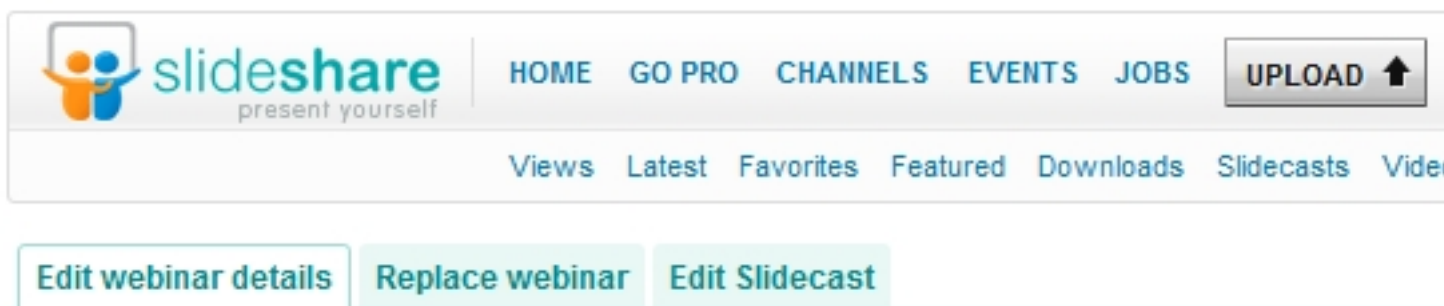 slideshare HOME GO PRO CHANNELS EVENTS JOBS UPLOAD
present yourself
Views Latest Favorites Featured Downloads Slidecasts
Edit webinar details Replace webinar Edit Slidecast